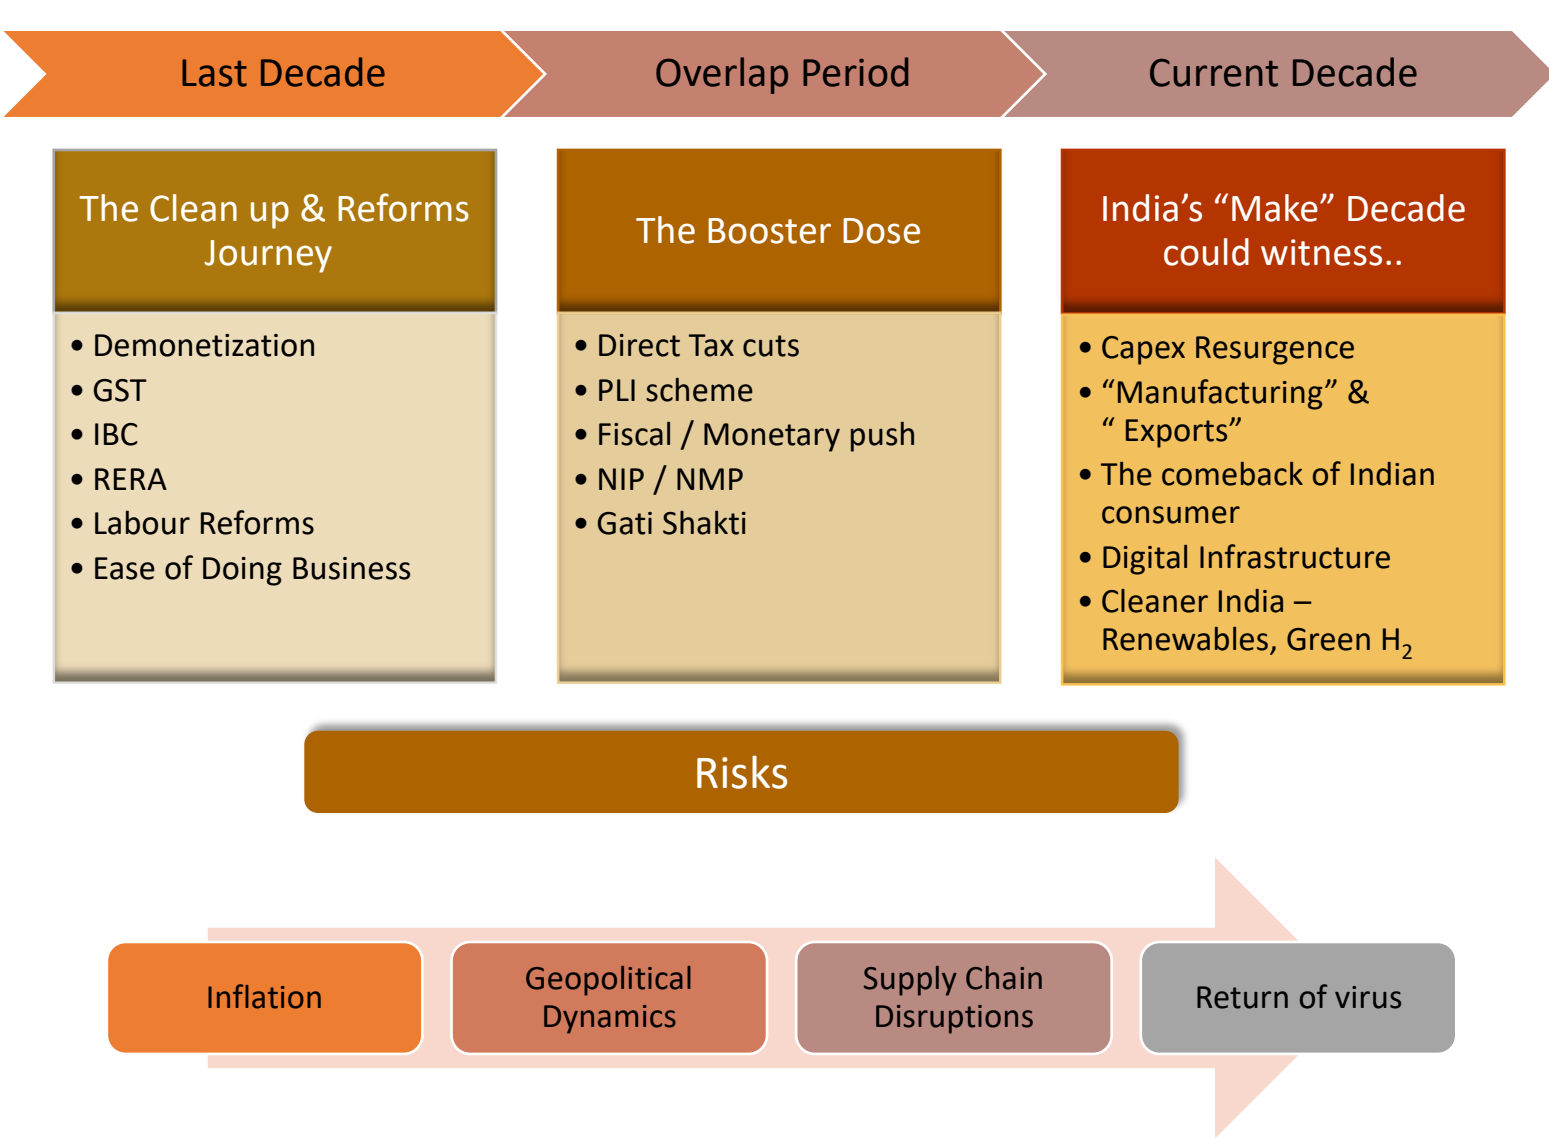 Last Decade
Overlap Period
Current Decade
The Clean up & Reforms
Journey
• Demonetization
• GST
• IBC
• RERA
• Labour Reforms
• Ease of Doing Business
The Booster Dose
• Direct Tax cuts
• PLI scheme
• Fiscal / Monetary push
• NIP / NMP
• Gati Shakti
India’s “Make” Decade
could witness..
• Capex Resurgence
• “Manufacturing” &
“ Exports”
• The comeback of Indian
consumer
• Digital Infrastructure
• Cleaner India –
Renewables, Green H₂
Risks
Inflation
Geopolitical
Dynamics
Supply Chain
Disruptions
Return of virus